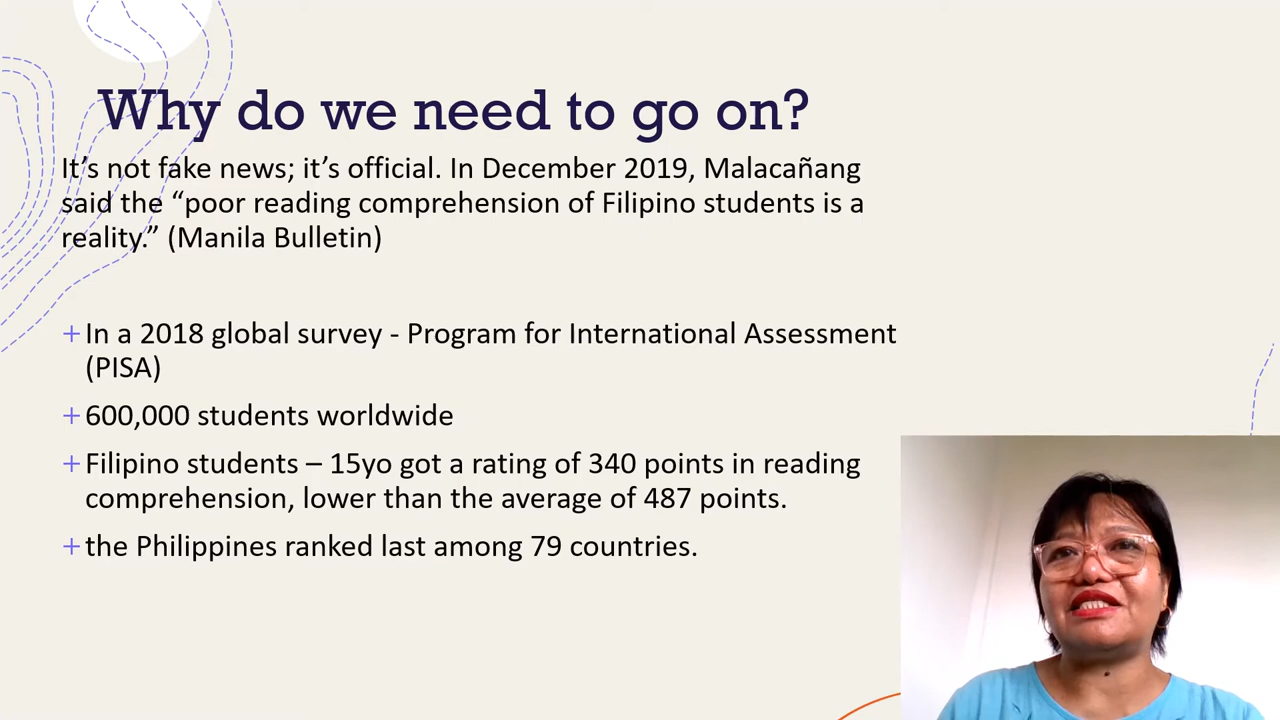 Why do we need to go on?
It’s not fake news; it’s official. In December 2019, Malacañang
said the “poor reading comprehension of Filipino students is a
reality.” (Manila Bulletin)
+ In a 2018 global survey - Program for International Assessment
(PISA)
+ 600,000 students worldwide
+ Filipino students – 15yo got a rating of 340 points in reading
comprehension, lower than the average of 487 points.
+ the Philippines ranked last among 79 countries.